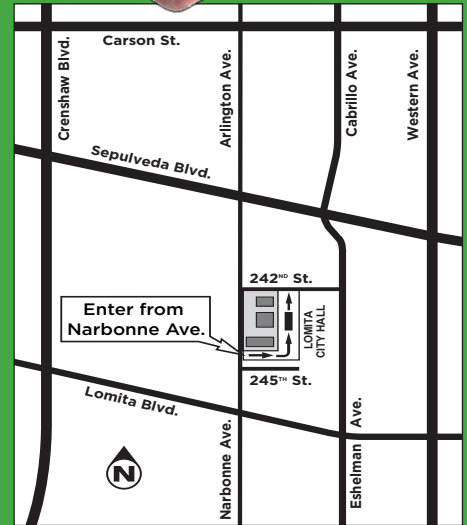 Carson St.
Crenshaw Blvd.
Arlington Ave.
Cabrillo Ave.
Western Ave.
Sepulveda Blvd.
242ND St.
Enter from
Narbonne Ave.
LOMITA
CITY HALL
245TH St.
Lomita Blvd.
Narbonne Ave.
Eshelman Ave.
N